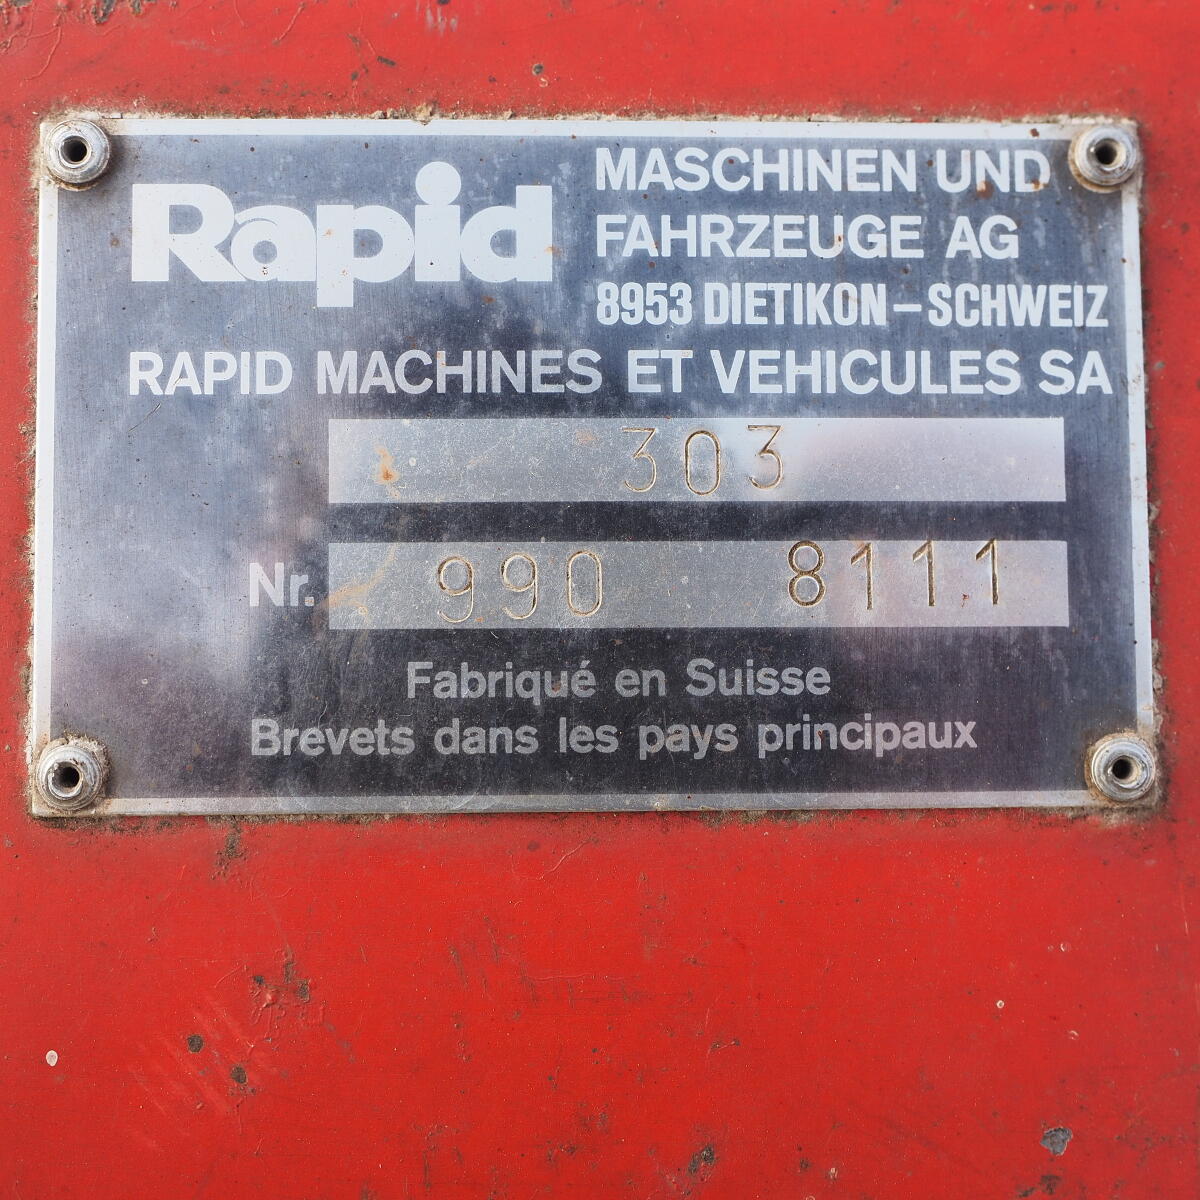 Rapid
MASCHINEN UND
FAHRZEUGE AG
8953 DIETIKON–SCHWEIZ
RAPID MACHINES ET VEHICULES SA
303
Nr. 990 8111
Fabriqué en Suisse
Brevets dans les pays principaux